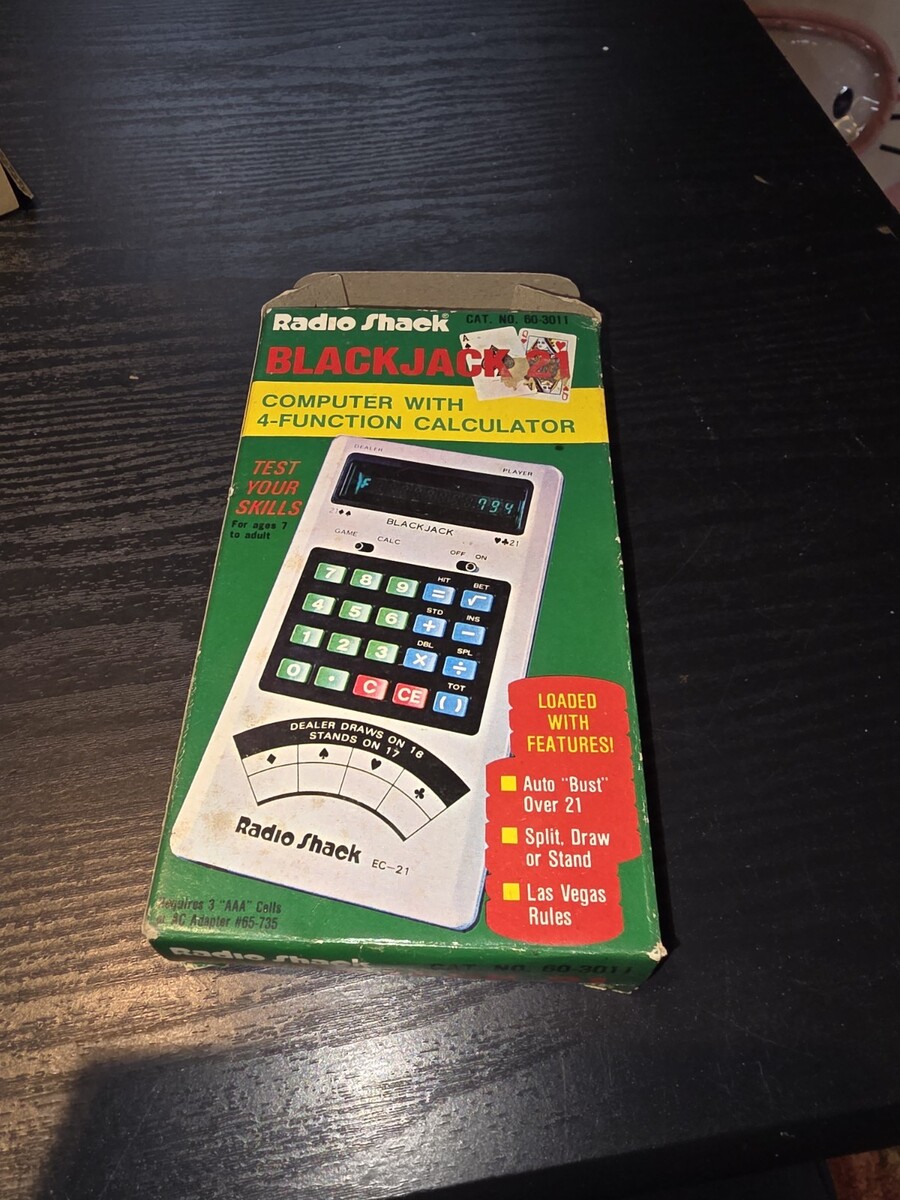 Radio Shack®
CAT. NO. 60-3011
BLACKJACK 21
A
Q
COMPUTER WITH
4-FUNCTION CALCULATOR
TEST
YOUR
SKILLS
For ages 7
to adult
DEALER
PLAYER
794
21♦♠
BLACKJACK
♥♣21
GAME
CALC
OFF ON
HIT BET
7 8 9 = √
STD INS
4 5 6 + −
DBL SPL
1 2 3 X ÷
TOT
0 • C CE ( )
DEALER DRAWS ON 16
STANDS ON 17
♦ ♠ ♥ ♣
Radio Shack EC-21
LOADED
WITH
FEATURES!
Auto "Bust"
Over 21
Split, Draw
or Stand
Las Vegas
Rules
Requires 3 "AAA" Cells
or AC Adapter #65-735
Radio Shack
CAT. NO. 60-3011